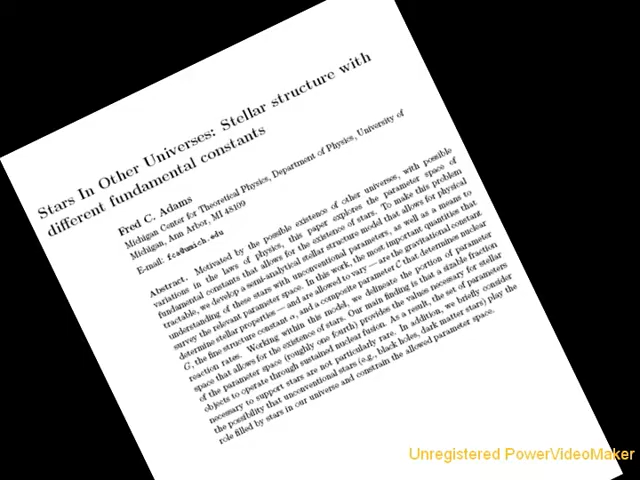 Stars In Other Universes: Stellar structure with
different fundamental constants
Fred C. Adams
Michigan Center for Theoretical Physics, Department of Physics, University of
Michigan, Ann Arbor, MI 48109
E-mail: fca@umich.edu
Abstract. Motivated by the possible existence of other universes, with possible
variations in the laws of physics, this paper explores the parameter space of
fundamental constants that allows for the existence of stars. To make this problem
tractable, we develop a semi-analytical stellar structure model that allows for physical
understanding of these stars with unconventional parameters, as well as a means to
survey the relevant parameter space. In this work, the most important quantities that
determine stellar properties — and are allowed to vary — are the gravitational constant
G, the fine structure constant α, and a composite parameter C that determines nuclear
reaction rates. Working within this model, we delineate the portion of parameter
space that allows for the existence of stars. Our main finding is that a sizable fraction
of the parameter space (roughly one fourth) provides the values necessary for stellar
objects to operate through sustained nuclear fusion. As a result, the set of parameters
necessary to support stars are not particularly rare. In addition, we briefly consider
the possibility that unconventional stars (e.g., black holes, dark matter stars) play the
role filled by stars in our universe and constrain the allowed parameter space.
Unregistered PowerVideoMaker